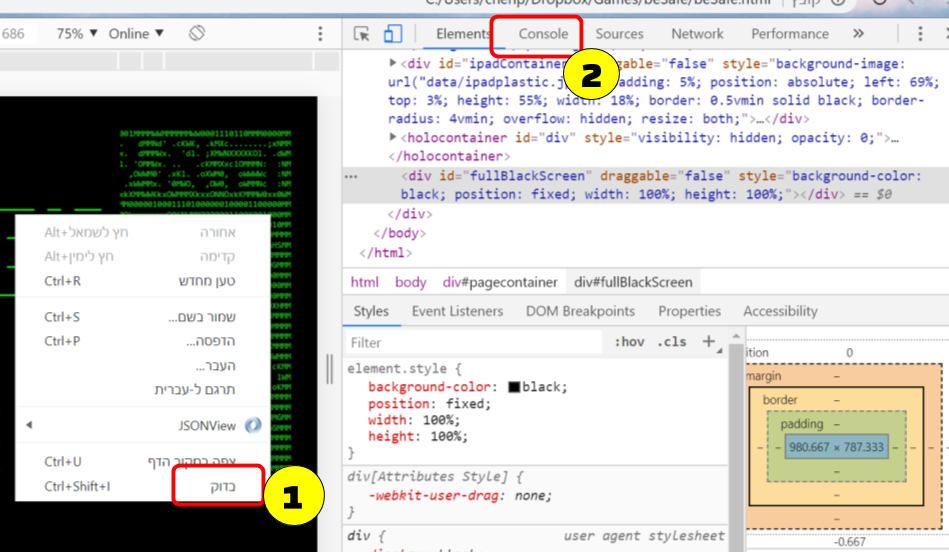 C:/Users/chenp/Dropbox/Games/beSafe/beSafe.html קובץ
686 75% ▼ Online ▼
Elements Console Sources Network Performance »
2
<div id="ipadContainer
ggable="false" style="background-image:
url("data/ipadplastic.j
adding: 5%; position: absolute; left: 69%;
top: 3%; height: 55%; width: 18%; border: 0.5vmin solid black; border-
radius: 4vmin; overflow: hidden; resize: both;">…</div>
<holocontainer id="div" style="visibility: hidden; opacity: 0;">…
</holocontainer>
<div id="fullBlackScreen" draggable="false" style="background-color:
black; position: fixed; width: 100%; height: 100%;"></div> == $0
</div>
</body>
</html>
html body div#pagecontainer div#fullBlackScreen
Styles Event Listeners DOM Breakpoints Properties Accessibility
Filter :hov .cls +
element.style {
background-color: black;
position: fixed;
width: 100%;
height: 100%;
}
div[Attributes Style] {
-webkit-user-drag: none;
}
div { user agent stylesheet
ition 0
margin –
border –
padding –
980.667 × 787.333
-0.667
אחורה Alt+חץ לשמאל
קדימה Alt+חץ לימין
טען מחדש Ctrl+R
שמור בשם... Ctrl+S
הדפסה... Ctrl+P
העבר...
תרגם ל-עברית
JSONView
צפה במקור הדף Ctrl+U
בדוק Ctrl+Shift+I
1